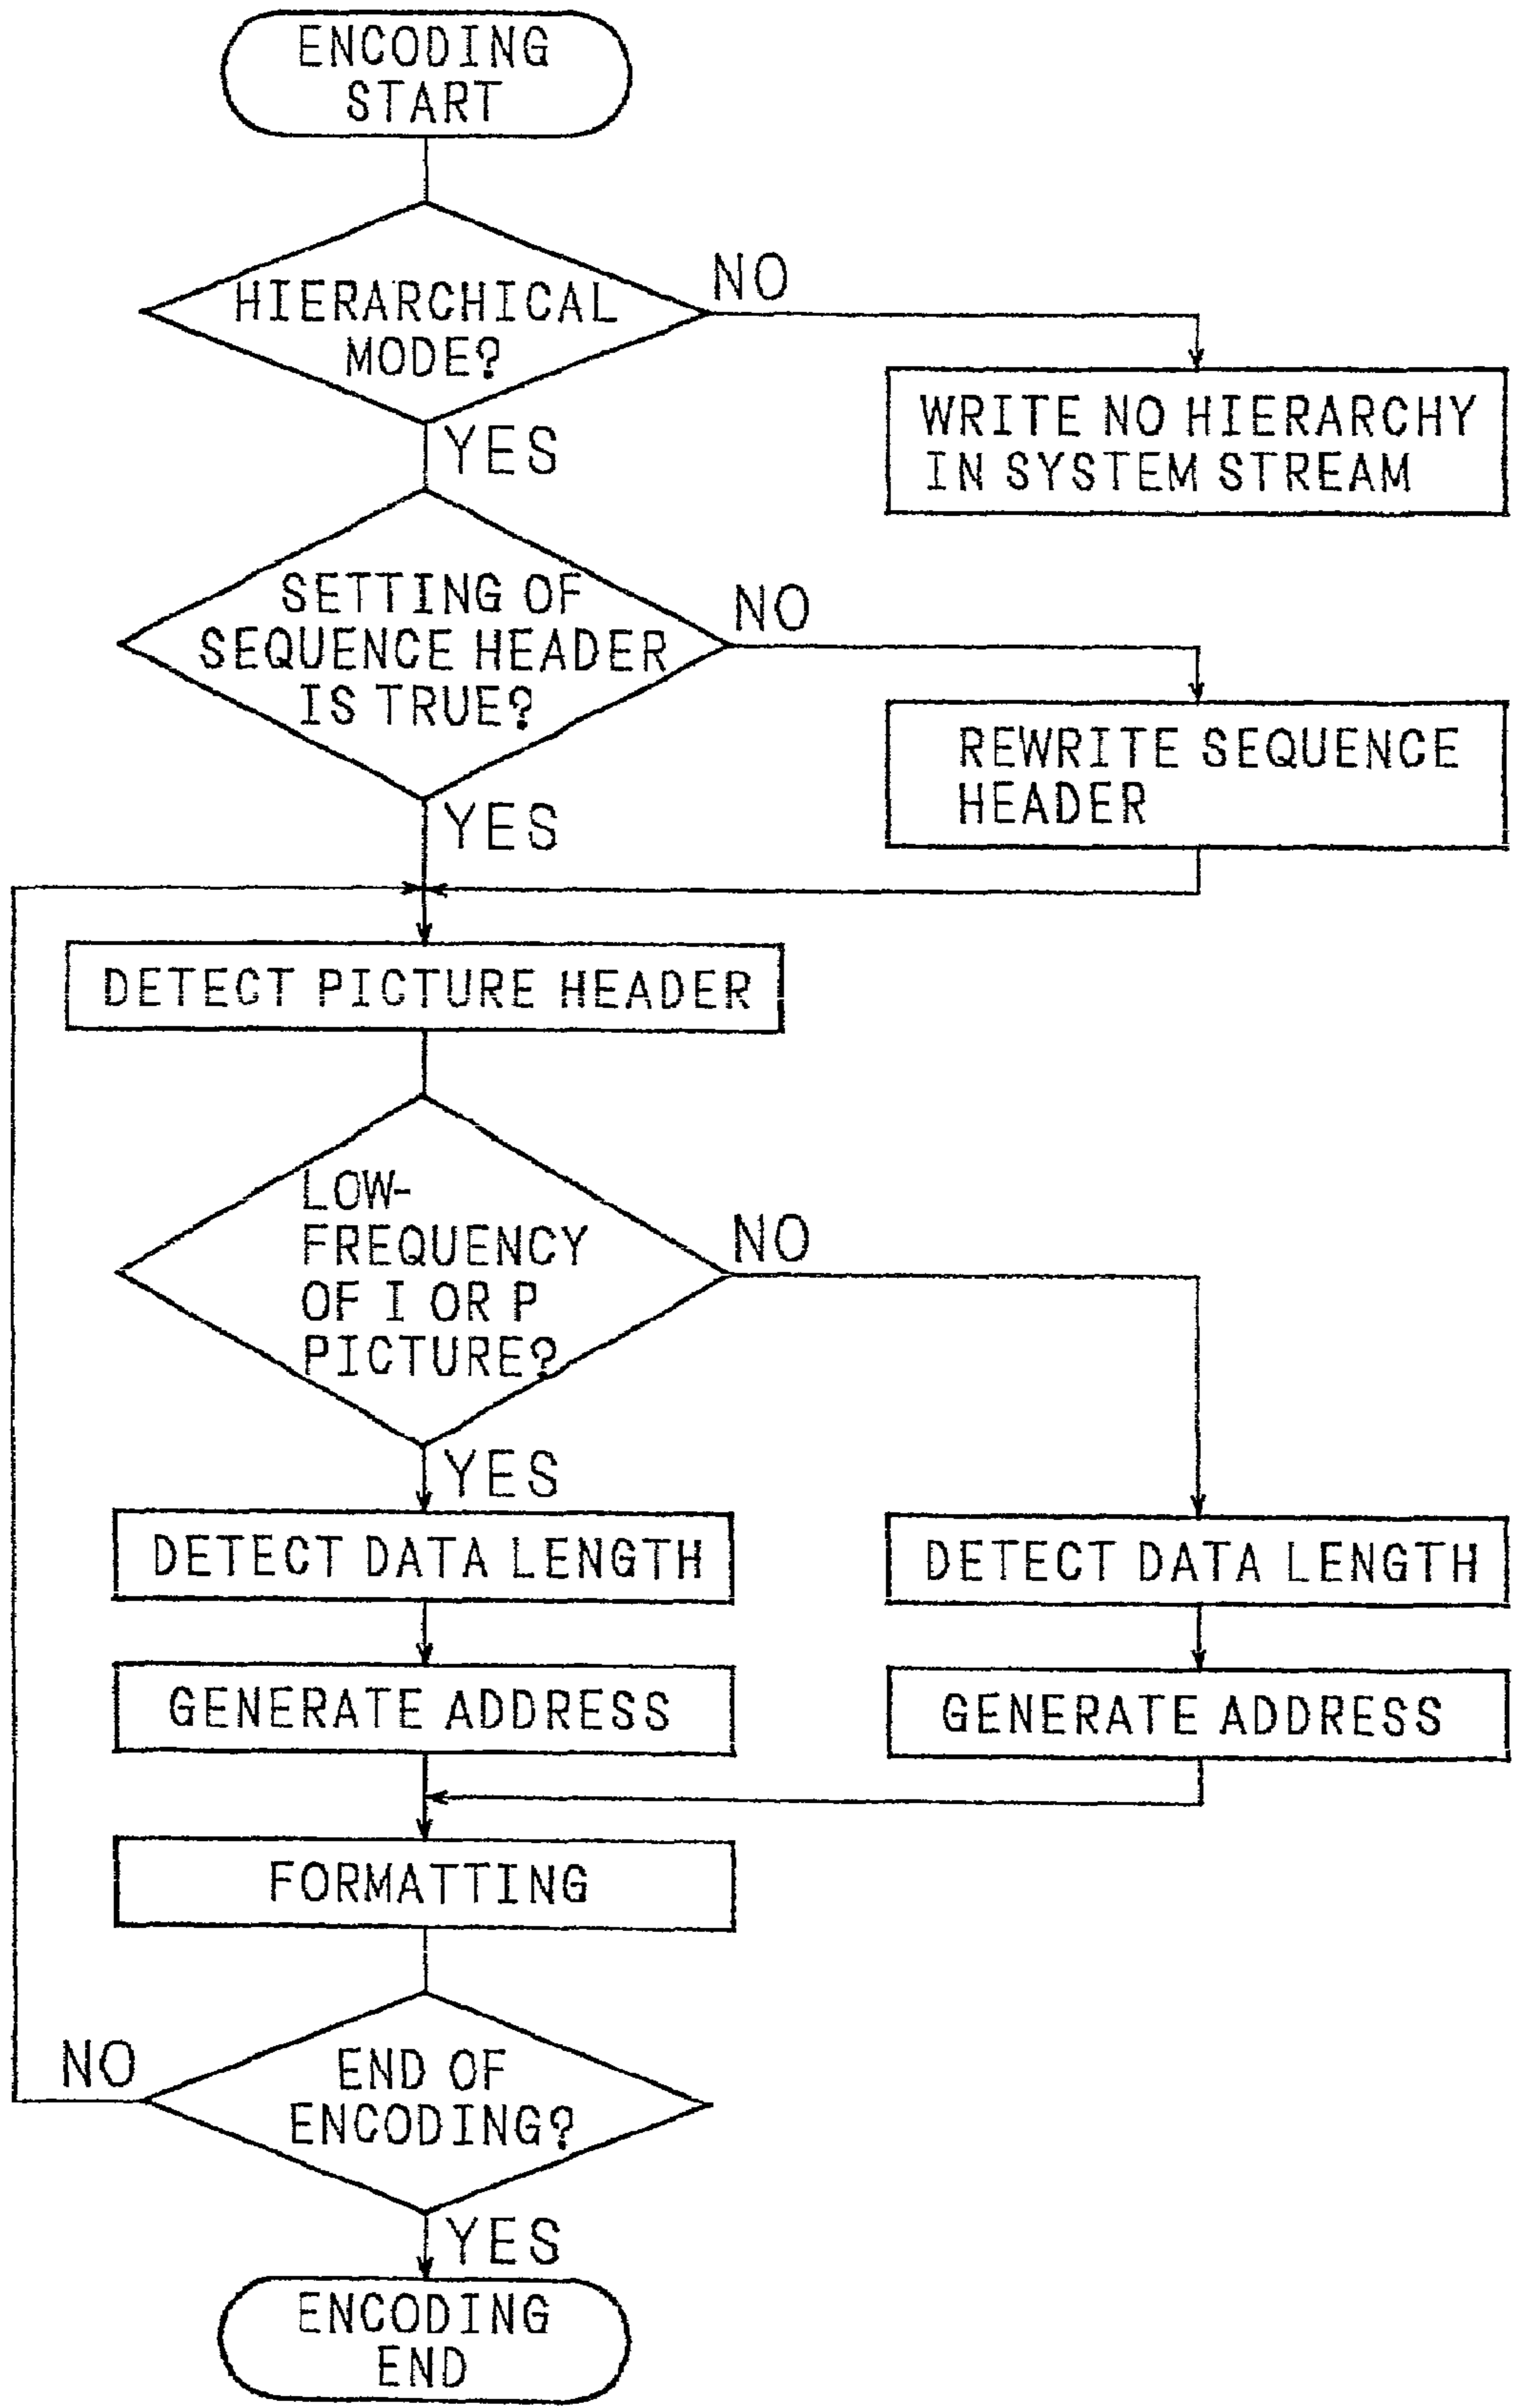 ENCODING
START
HIERARCHICAL
MODE?
NO
WRITE NO HIERARCHY
IN SYSTEM STREAM
YES
SETTING OF
SEQUENCE HEADER
IS TRUE?
NO
REWRITE SEQUENCE
HEADER
YES
DETECT PICTURE HEADER
LOW-
FREQUENCY
OF I OR P
PICTURE?
NO
YES
DETECT DATA LENGTH
DETECT DATA LENGTH
GENERATE ADDRESS
GENERATE ADDRESS
FORMATTING
END OF
ENCODING?
NO
YES
ENCODING
END